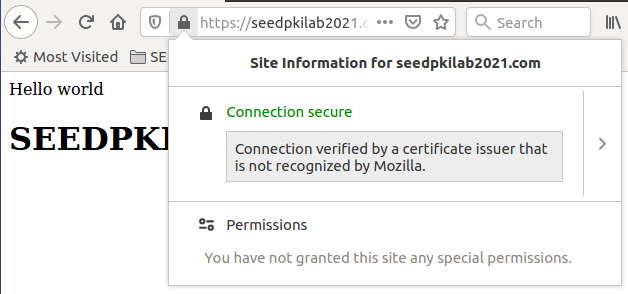 https://seedpkilab2021.c
Search
Most Visited
SE
Hello world
SEEDPKI
Site Information for seedpkilab2021.com
Connection secure
Connection verified by a certificate issuer that
is not recognized by Mozilla.
Permissions
You have not granted this site any special permissions.